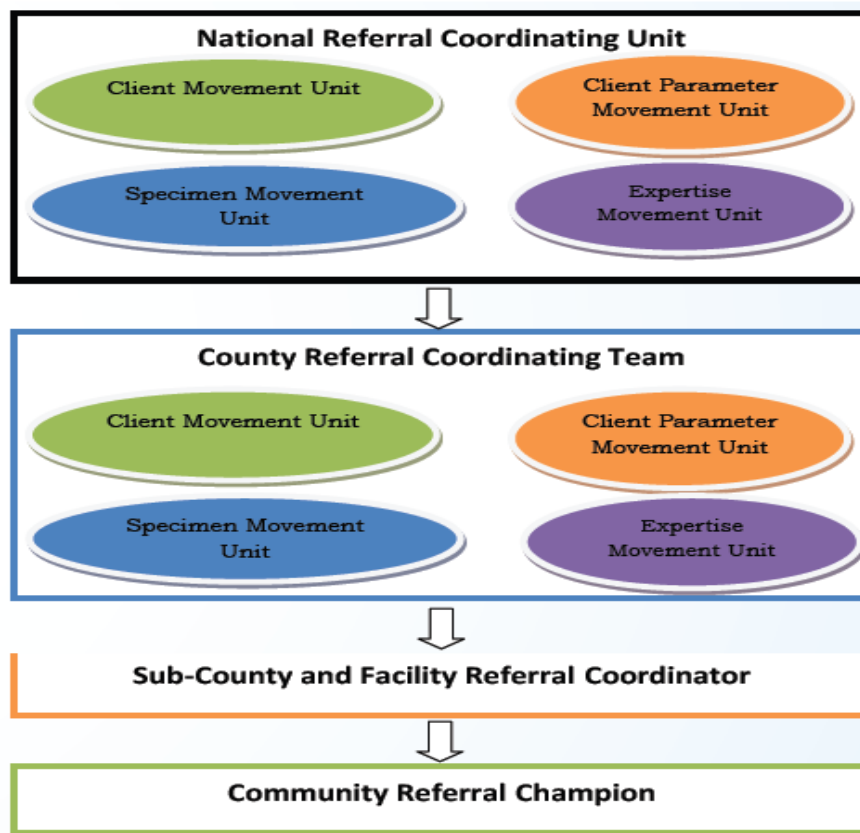 National Referral Coordinating Unit
Client Movement Unit
Client Parameter
Movement Unit
Specimen Movement
Unit
Expertise
Movement Unit
County Referral Coordinating Team
Client Movement Unit
Client Parameter
Movement Unit
Specimen Movement
Unit
Expertise
Movement Unit
Sub-County and Facility Referral Coordinator
Community Referral Champion